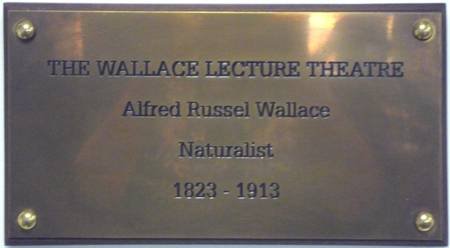 THE WALLACE LECTURE THEATRE
Alfred Russel Wallace
Naturalist
1823 - 1913